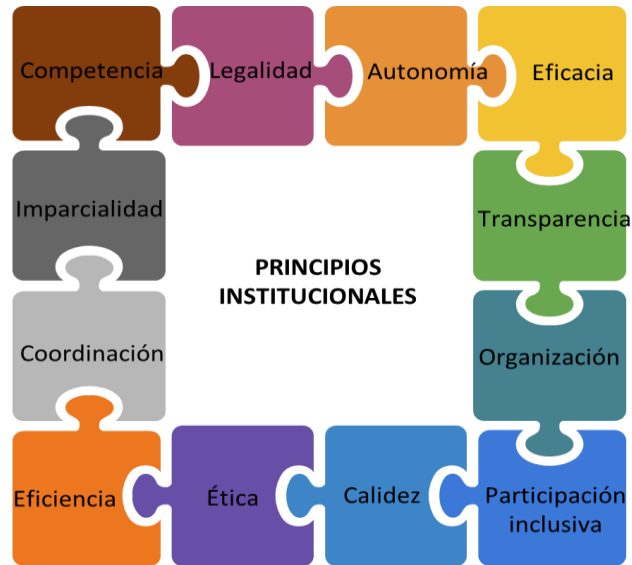 Competencia
Legalidad
Autonomía
Eficacia
Imparcialidad
Transparencia
PRINCIPIOS
INSTITUCIONALES
Coordinación
Organización
Eficiencia
Ética
Calidez
Participación
inclusiva